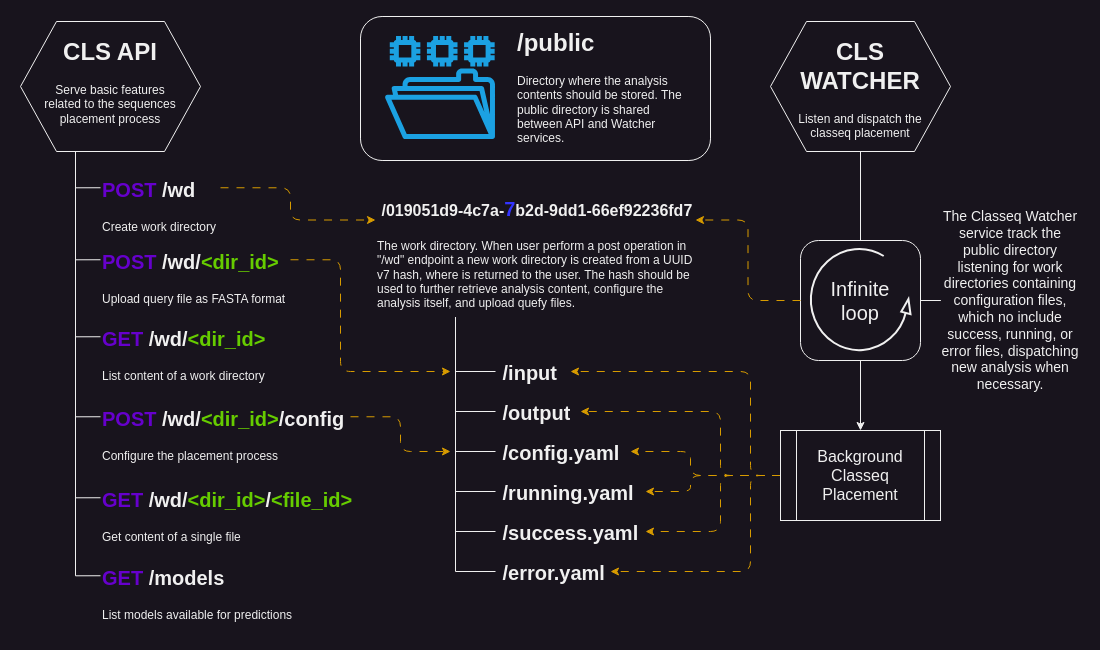 CLS API
Serve basic features
related to the sequences
placement process
/public
Directory where the analysis
contents should be stored. The
public directory is shared
between API and Watcher
services.
CLS
WATCHER
Listen and dispatch the
classeq placement
POST /wd
Create work directory
POST /wd/<dir_id>
Upload query file as FASTA format
GET /wd/<dir_id>
List content of a work directory
POST /wd/<dir_id>/config
Configure the placement process
GET /wd/<dir_id>/<file_id>
Get content of a single file
GET /models
List models available for predictions
/019051d9-4c7a-7b2d-9dd1-66ef92236fd7
The work directory. When user perform a post operation in
"/wd" endpoint a new work directory is created from a UUID
v7 hash, where is returned to the user. The hash should be
used to further retrieve analysis content, configure the
analysis itself, and upload quefy files.
/input
/output
/config.yaml
/running.yaml
/success.yaml
/error.yaml
Infinite
loop
The Classeq Watcher
service track the
public directory
listening for work
directories containing
configuration files,
which no include
success, running, or
error files, dispatching
new analysis when
necessary.
Background
Classeq
Placement